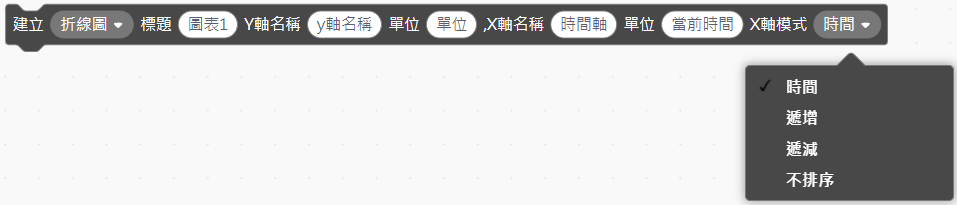 建立 折線圖 標題 圖表1 Y軸名稱 y軸名稱 單位 單位 ,X軸名稱 時間軸 單位 當前時間 X軸模式 時間
時間
遞增
遞減
不排序